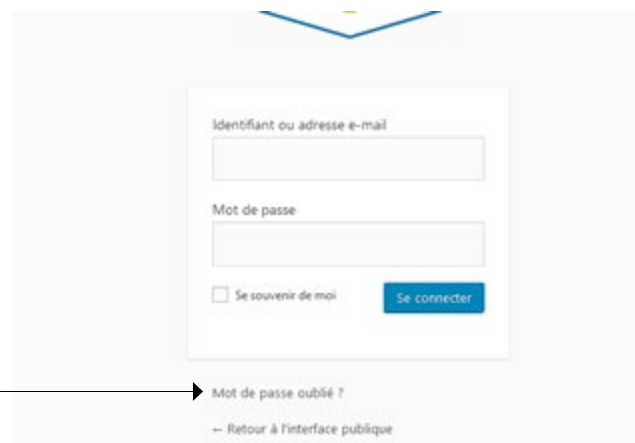 Identifiant ou adresse e-mail
Mot de passe
Se souvenir de moi
Se connecter
Mot de passe oublié ?
← Retour à l'interface publique